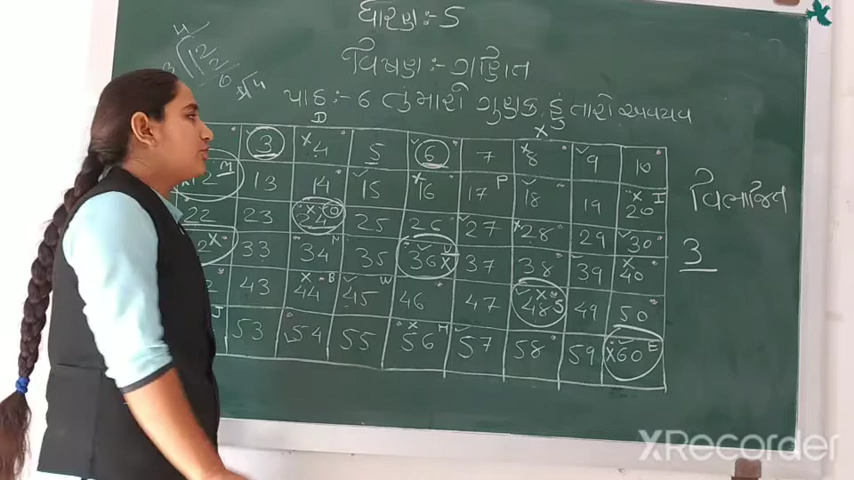 ધોરણ:- 5
વિષય:- ગણિત
પાઠ:- 6 તુ મારો ગુણક હું તારો અવયવ
3 4 5 6 7 8 9 10
12 13 14 15 16 17 18 19 20
22 23 24 25 26 27 28 29 30
33 34 35 36 37 38 39 40
43 44 45 46 47 48 49 50
53 54 55 56 57 58 59 60
વિભાજિત
3
XRecorder